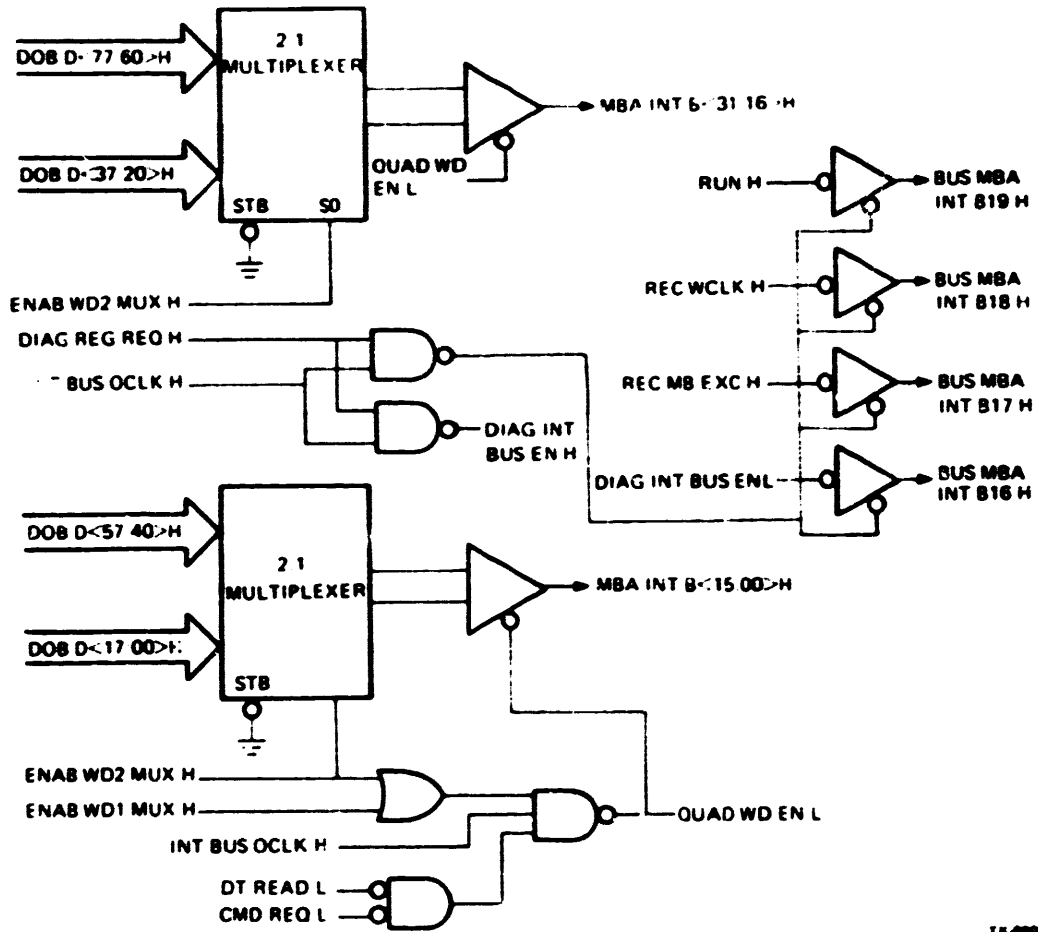 DOB D< 77 60>H
2 1
MULTIPLEXER
MBA INT B< 31 16 >H
DOB D<37 20>H
QUAD WD
EN L
STB S0
RUN H
BUS MBA
INT B19 H
ENAB WD2 MUX H
REC WCLK H
BUS MBA
INT B18 H
DIAG REG REQ H
BUS OCLK H
REC MB EXC H
BUS MBA
INT B17 H
DIAG INT
BUS EN H
DIAG INT BUS ENL
BUS MBA
INT B16 H
DOB D<57 40>H
2 1
MULTIPLEXER
MBA INT B<15 00>H
DOB D<17 00>H
STB
ENAB WD2 MUX H
ENAB WD1 MUX H
QUAD WD EN L
INT BUS OCLK H
DT READ L
CMD REQ L